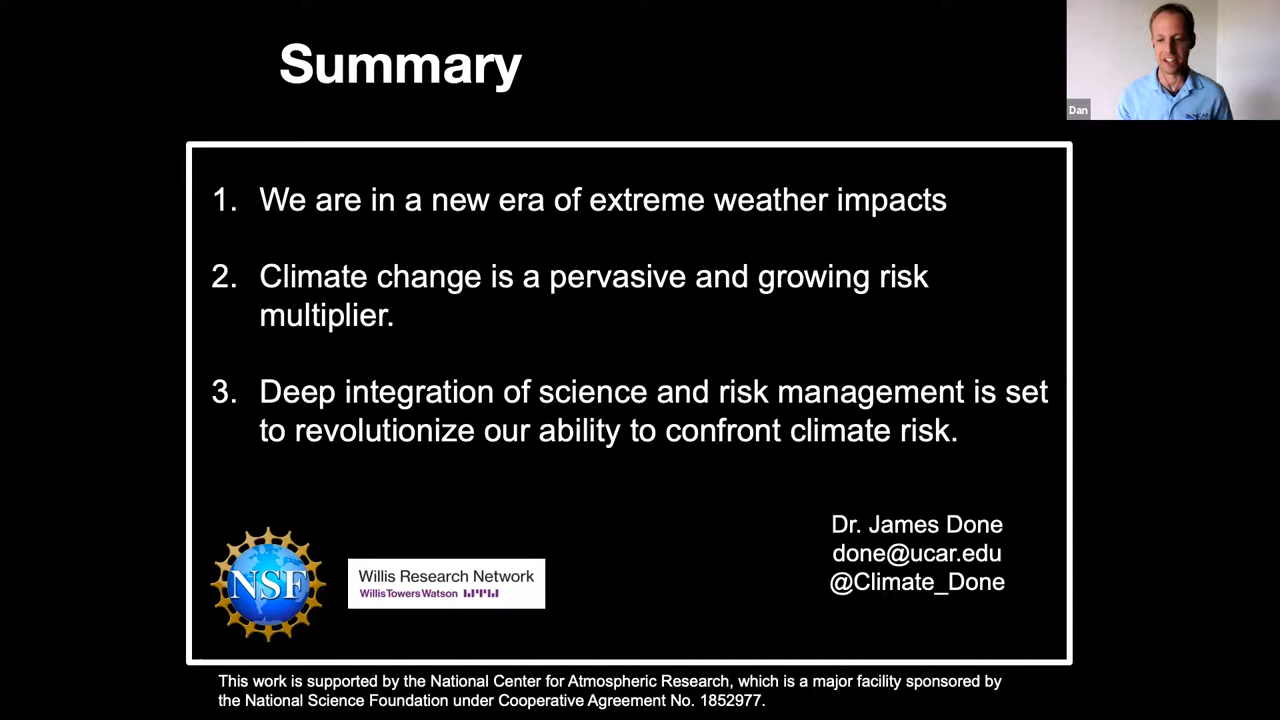 Summary
Dan
1. We are in a new era of extreme weather impacts
2. Climate change is a pervasive and growing risk
multiplier.
3. Deep integration of science and risk management is set
to revolutionize our ability to confront climate risk.
NSF
Willis Research Network
WillisTowersWatson
Dr. James Done
done@ucar.edu
@Climate_Done
This work is supported by the National Center for Atmospheric Research, which is a major facility sponsored by
the National Science Foundation under Cooperative Agreement No. 1852977.